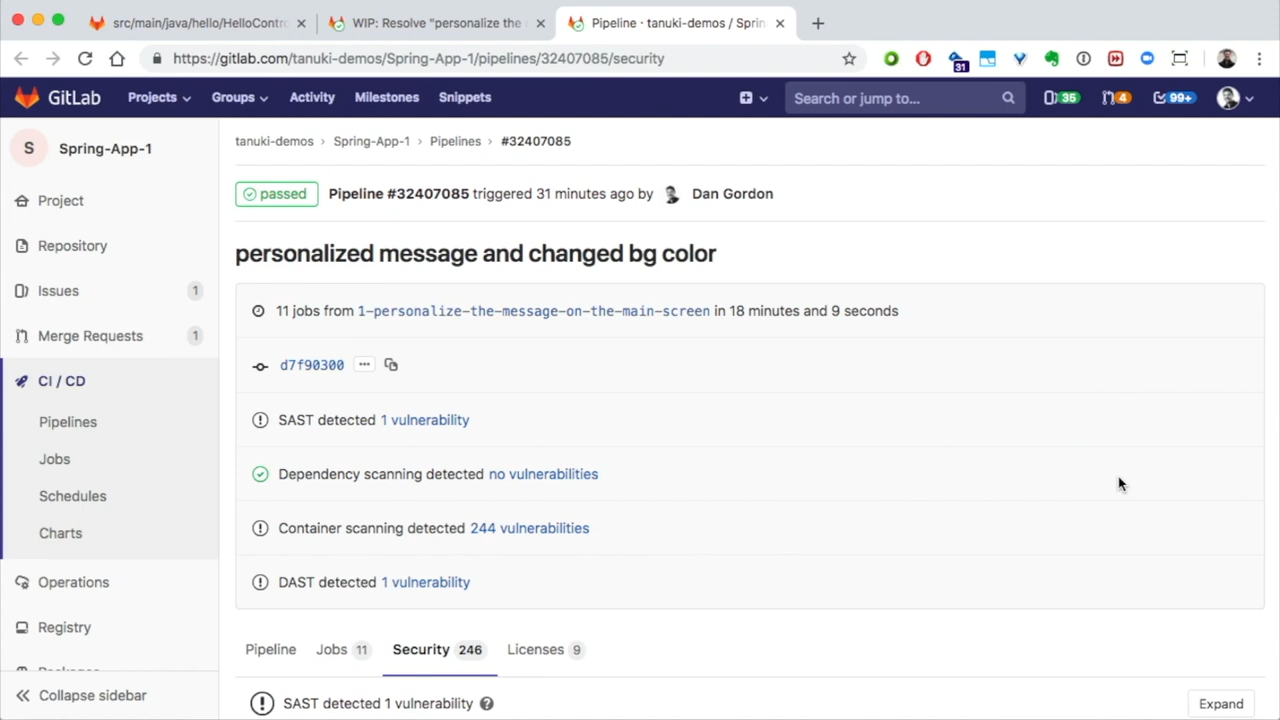 src/main/java/hello/HelloContro
WIP: Resolve "personalize the
Pipeline · tanuki-demos / Sprin
https://gitlab.com/tanuki-demos/Spring-App-1/pipelines/32407085/security
31
GitLab
Projects
Groups
Activity
Milestones
Snippets
Search or jump to...
35
4
99+
S
Spring-App-1
tanuki-demos › Spring-App-1 › Pipelines › #32407085
passed
Pipeline #32407085 triggered 31 minutes ago by Dan Gordon
Project
Repository
Issues 1
Merge Requests 1
CI / CD
Pipelines
Jobs
Schedules
Charts
Operations
Registry
Packages
Collapse sidebar
personalized message and changed bg color
11 jobs from 1-personalize-the-message-on-the-main-screen in 18 minutes and 9 seconds
d7f90300
SAST detected 1 vulnerability
Dependency scanning detected no vulnerabilities
Container scanning detected 244 vulnerabilities
DAST detected 1 vulnerability
Pipeline Jobs 11 Security 246 Licenses 9
SAST detected 1 vulnerability
Expand